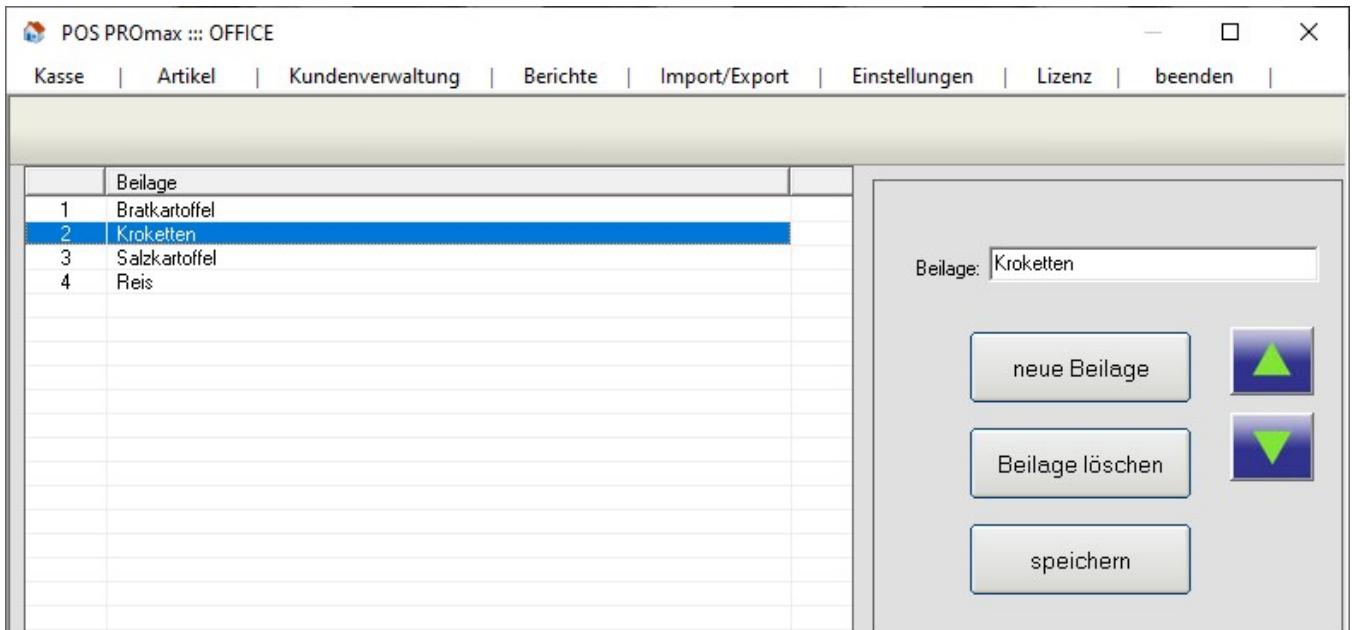 POS PROmax ::: OFFICE
Kasse | Artikel | Kundenverwaltung | Berichte | Import/Export | Einstellungen | Lizenz | beenden |
Beilage
1 Bratkartoffel
2 Kroketten
3 Salzkartoffel
4 Reis
Beilage: Kroketten
neue Beilage
Beilage löschen
speichern